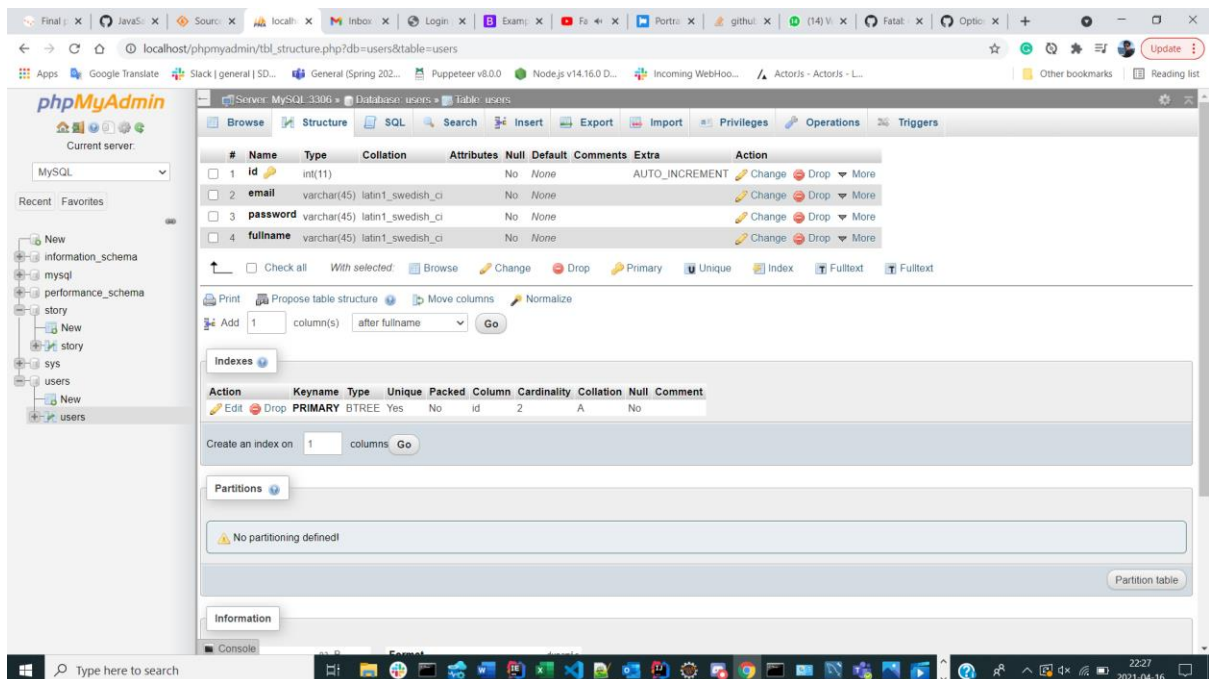 Final p JavaSc Sourc localh Inbox Login Examp Fa Portra githul (14) Fatal: Option
localhost/phpmyadmin/tbl_structure.php?db=users&table=users
Update
Apps Google Translate Slack | general | SD... General (Spring 202... Puppeteer v8.0.0 Node.js v14.16.0 D... Incoming WebHoo... ActorJs - ActorJs - L... Other bookmarks Reading list
phpMyAdmin
Current server:
MySQL
Recent Favorites
New
information_schema
mysql
performance_schema
story
New
story
sys
users
New
users
Server: MySQL:3306 » Database: users » Table: users
Browse Structure SQL Search Insert Export Import Privileges Operations Triggers
# Name Type Collation Attributes Null Default Comments Extra Action
1 id int(11) No None AUTO_INCREMENT Change Drop More
2 email varchar(45) latin1_swedish_ci No None Change Drop More
3 password varchar(45) latin1_swedish_ci No None Change Drop More
4 fullname varchar(45) latin1_swedish_ci No None Change Drop More
Check all With selected: Browse Change Drop Primary Unique Index Fulltext Fulltext
Print Propose table structure Move columns Normalize
Add 1 column(s) after fullname Go
Indexes
Action Keyname Type Unique Packed Column Cardinality Collation Null Comment
Edit Drop PRIMARY BTREE Yes No id 2 A No
Create an index on 1 columns Go
Partitions
No partitioning defined!
Partition table
Information
Console
Format
Type here to search
22:27
2021-04-16